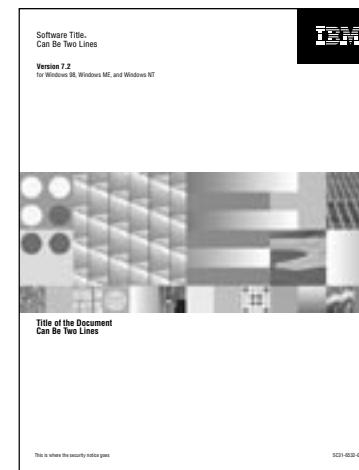 Software Title.
Can Be Two Lines
IBM
Version 7.2
for Windows 98, Windows ME, and Windows NT
Title of the Document
Can Be Two Lines
This is where the security notice goes